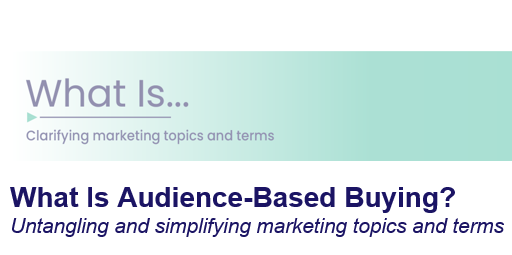 What Is...
Clarifying marketing topics and terms
What Is Audience-Based Buying?
Untangling and simplifying marketing topics and terms